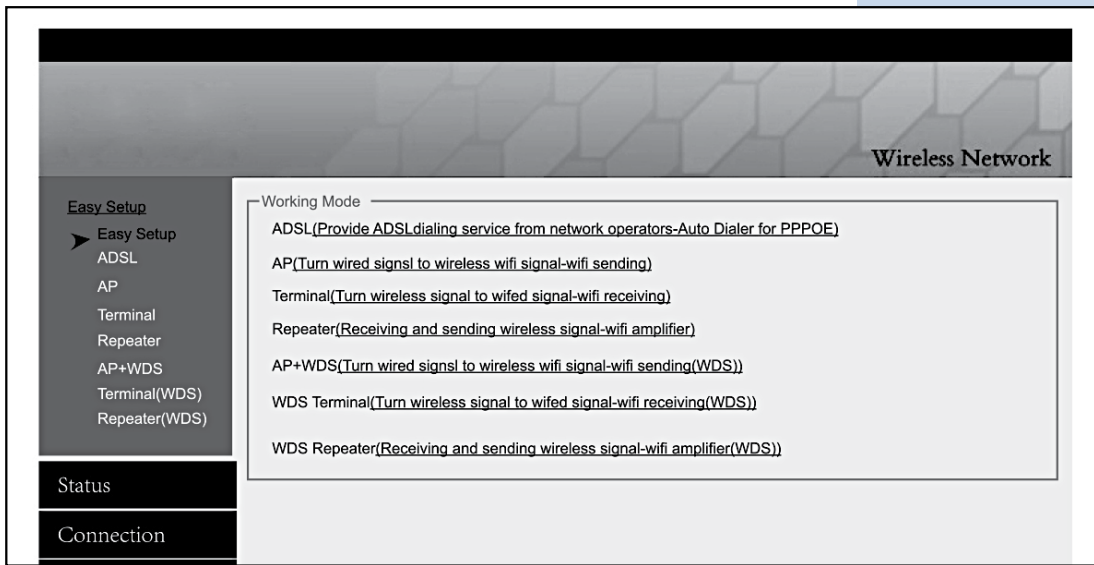 Wireless Network
Easy Setup
Easy Setup
ADSL
AP
Terminal
Repeater
AP+WDS
Terminal(WDS)
Repeater(WDS)
Status
Connection
Working Mode
ADSL(Provide ADSLdialing service from network operators-Auto Dialer for PPPOE)
AP(Turn wired signsl to wireless wifi signal-wifi sending)
Terminal(Turn wireless signal to wifed signal-wifi receiving)
Repeater(Receiving and sending wireless signal-wifi amplifier)
AP+WDS(Turn wired signsl to wireless wifi signal-wifi sending(WDS))
WDS Terminal(Turn wireless signal to wifed signal-wifi receiving(WDS))
WDS Repeater(Receiving and sending wireless signal-wifi amplifier(WDS))